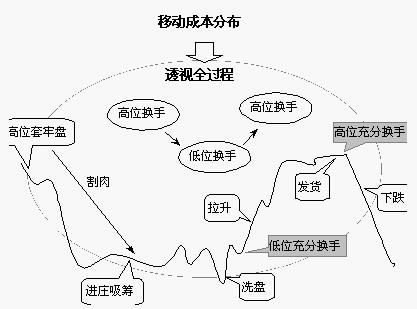 移动成本分布
透视全过程
高位换手
高位换手
低位换手
高位套牢盘
高位充分换手
割肉
发货
下跌
拉升
低位充分换手
进庄吸筹
洗盘